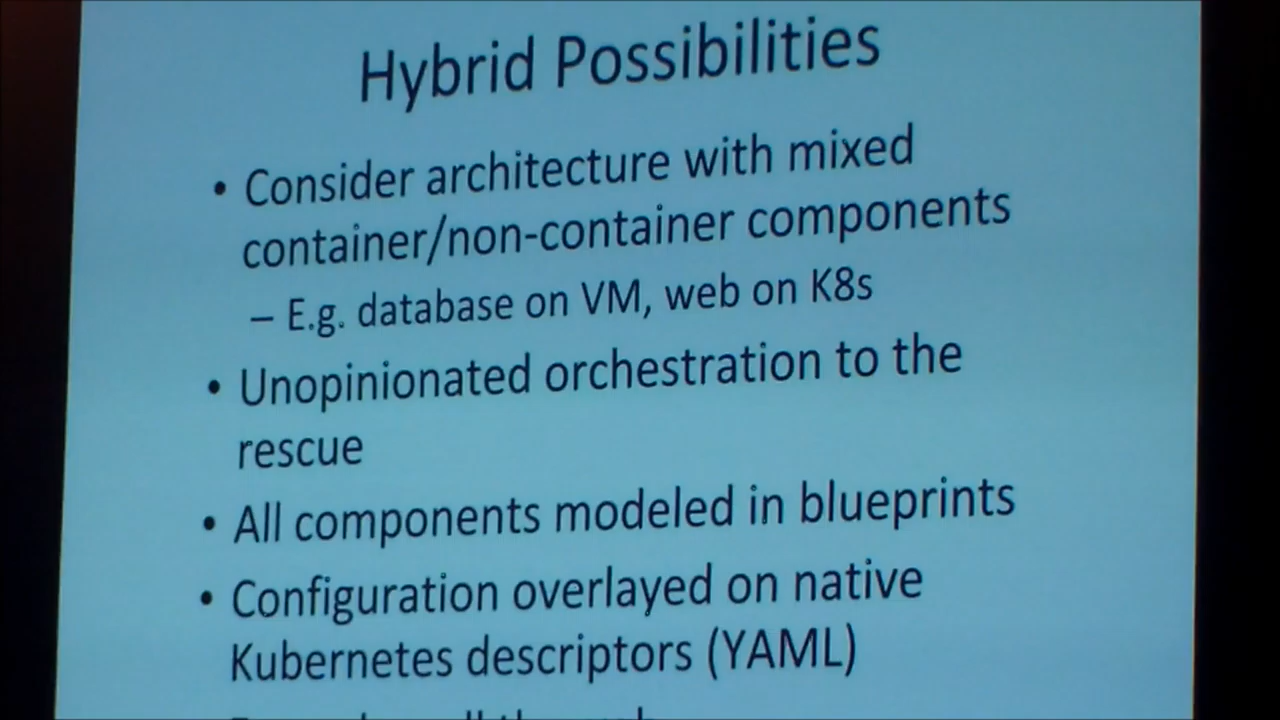 Hybrid Possibilities
• Consider architecture with mixed
container/non-container components
– E.g. database on VM, web on K8s
• Unopinionated orchestration to the
rescue
• All components modeled in blueprints
• Configuration overlayed on native
Kubernetes descriptors (YAML)